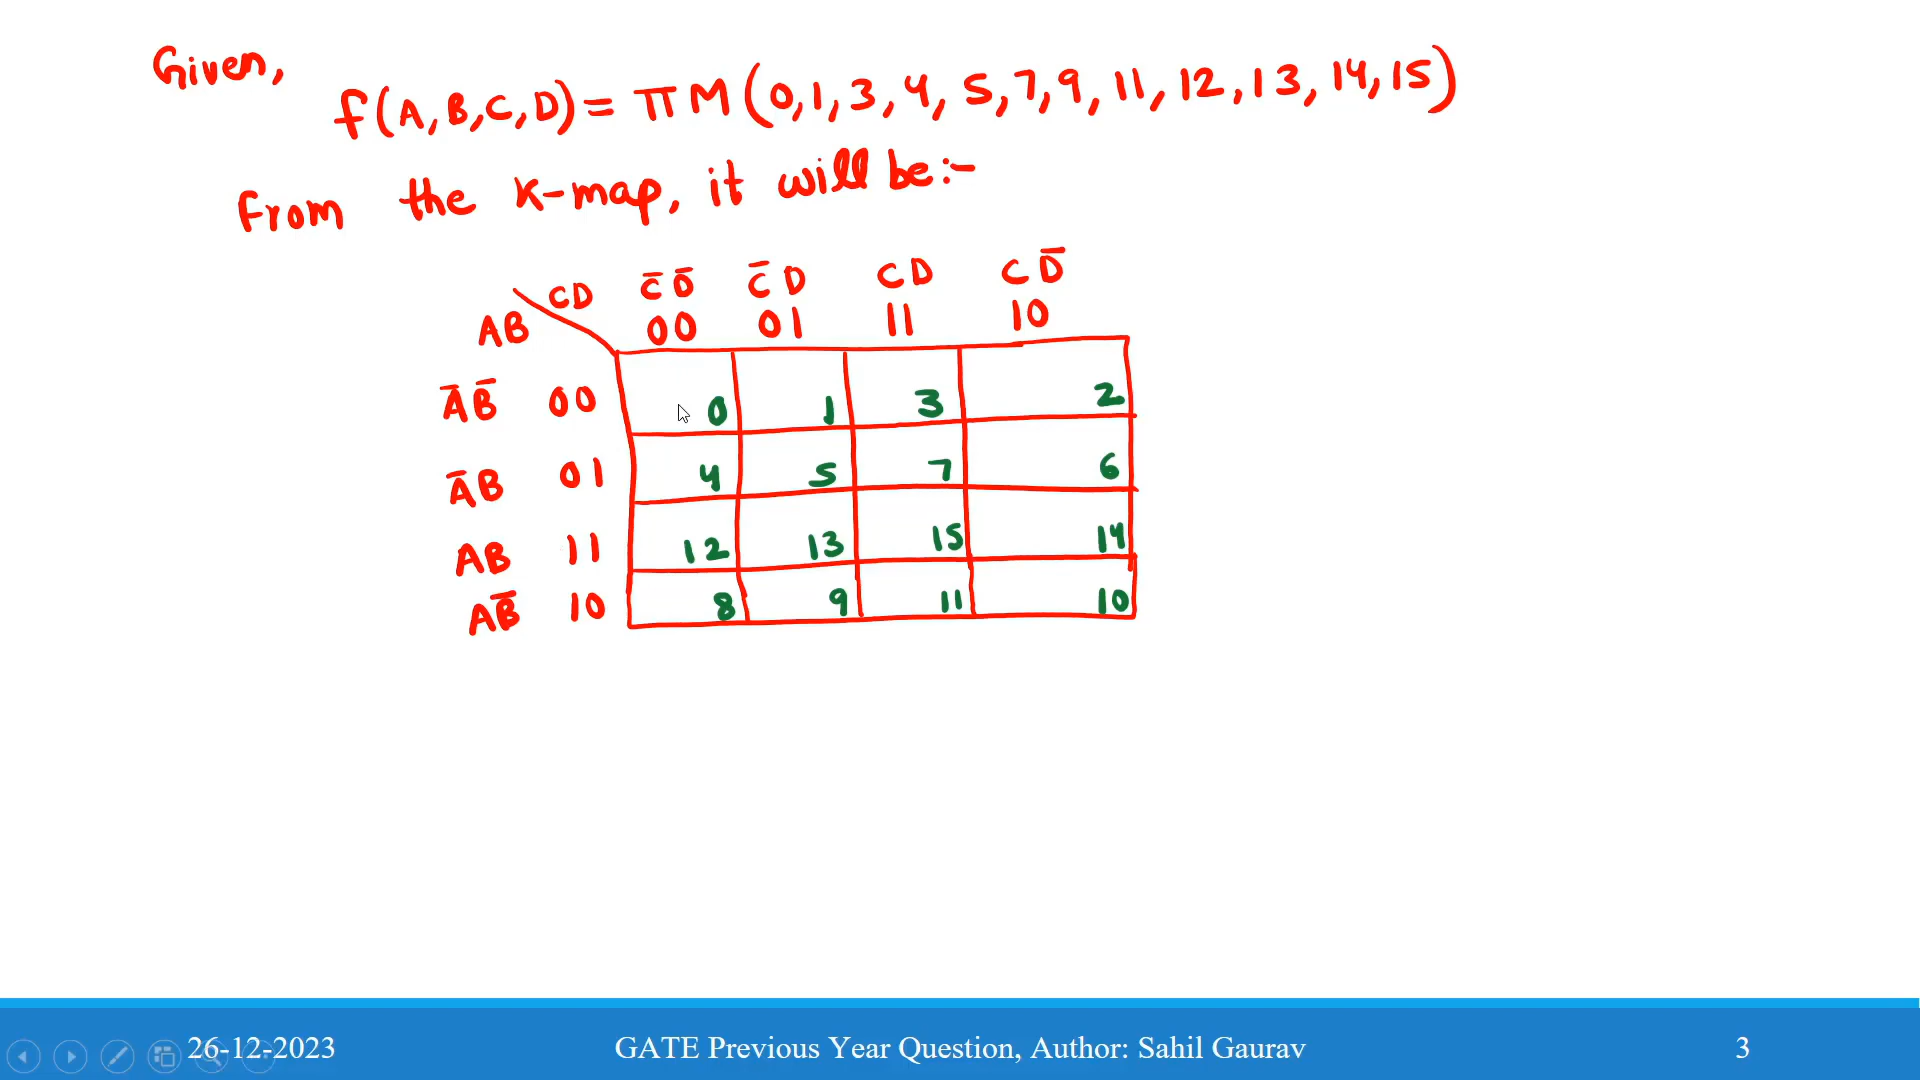 Given,
f(A,B,C,D) = πM(0,1,3,4,5,7,9,11,12,13,14,15)
From the K-map, it will be:-
CD C̅D̅ C̅D CD CD̅
AB 00 01 11 10
A̅B̅ 00 0 1 3 2
A̅B 01 4 5 7 6
AB 11 12 13 15 14
AB̅ 10 8 9 11 10
26-12-2023 GATE Previous Year Question, Author: Sahil Gaurav 3